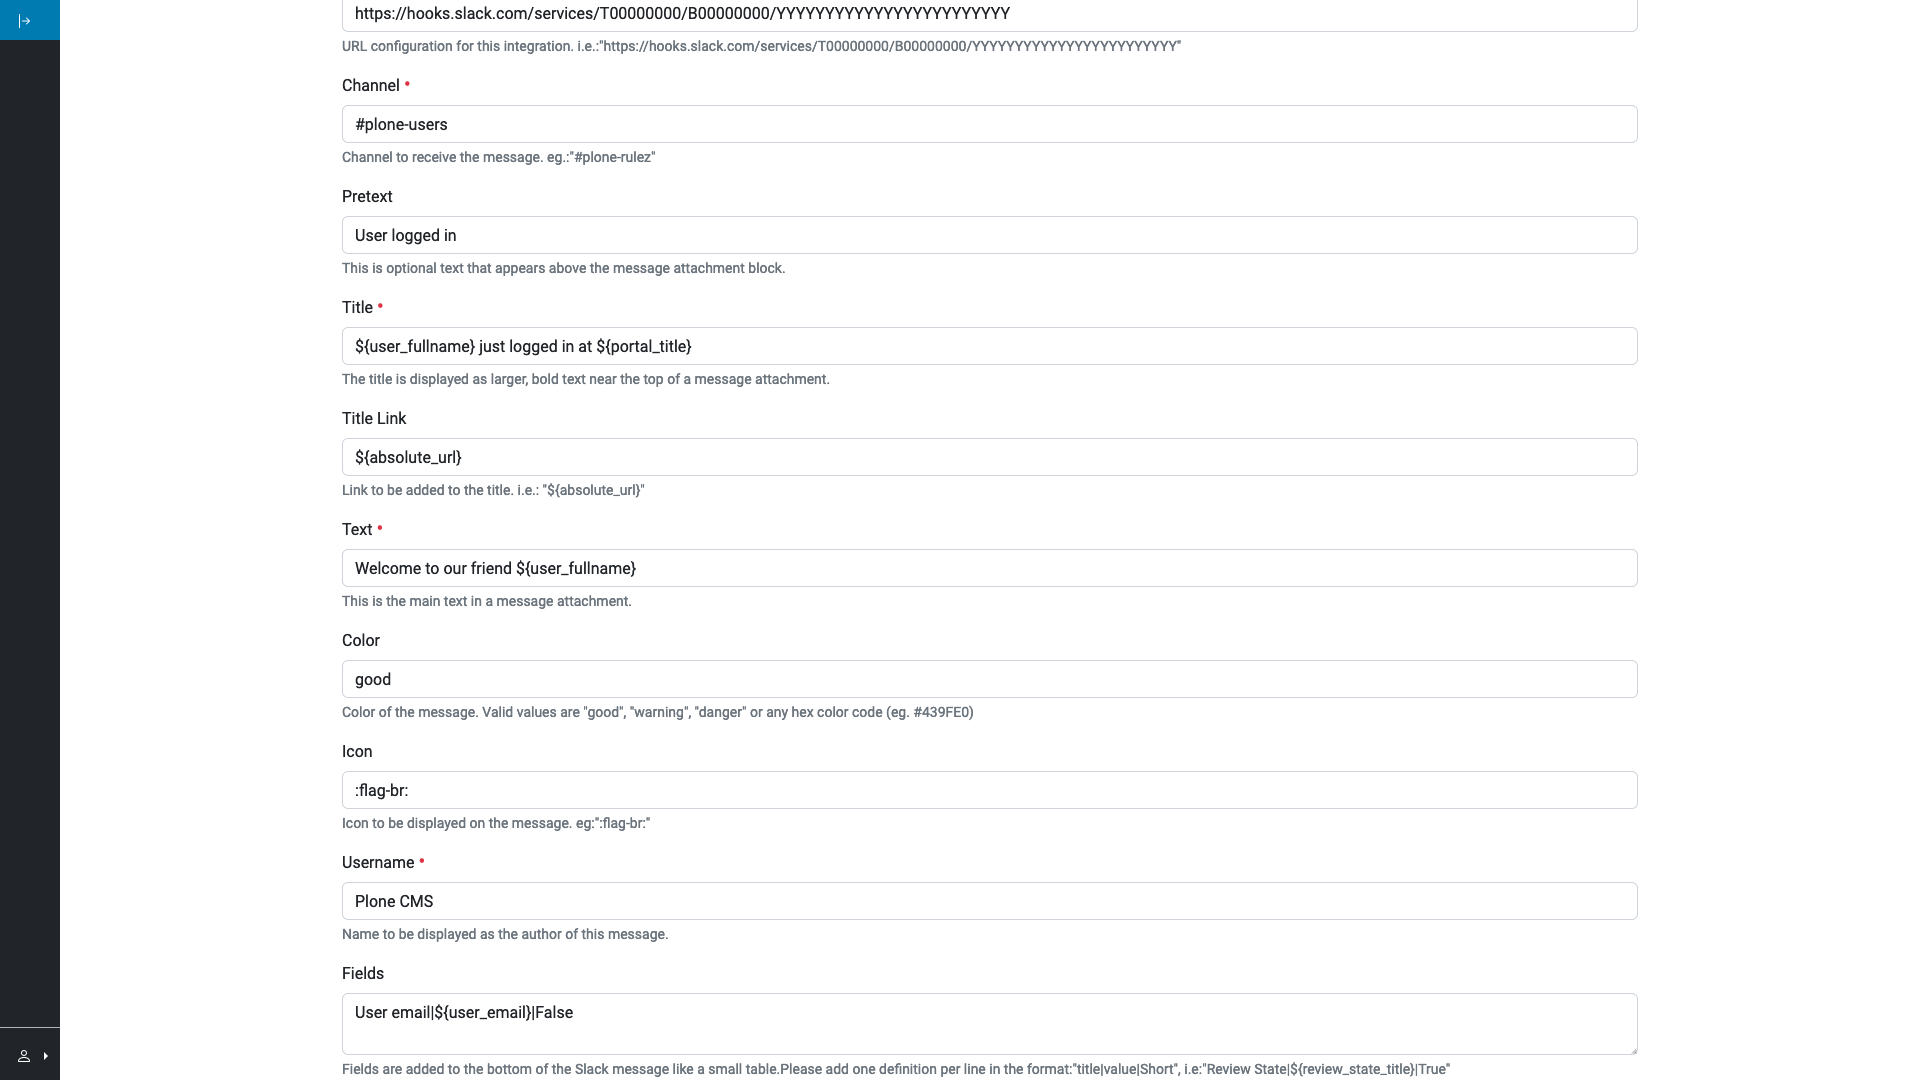 https://hooks.slack.com/services/T00000000/B00000000/YYYYYYYYYYYYYYYYYYYYYYYY
URL configuration for this integration. i.e.:"https://hooks.slack.com/services/T00000000/B00000000/YYYYYYYYYYYYYYYYYYYYYYYY"
Channel •
#plone-users
Channel to receive the message. eg.:"#plone-rulez"
Pretext
User logged in
This is optional text that appears above the message attachment block.
Title •
${user_fullname} just logged in at ${portal_title}
The title is displayed as larger, bold text near the top of a message attachment.
Title Link
${absolute_url}
Link to be added to the title. i.e.: "${absolute_url}"
Text •
Welcome to our friend ${user_fullname}
This is the main text in a message attachment.
Color
good
Color of the message. Valid values are "good", "warning", "danger" or any hex color code (eg. #439FE0)
Icon
:flag-br:
Icon to be displayed on the message. eg:":flag-br:"
Username •
Plone CMS
Name to be displayed as the author of this message.
Fields
User email|${user_email}|False
Fields are added to the bottom of the Slack message like a small table.Please add one definition per line in the format:"title|value|Short", i.e:"Review State|${review_state_title}|True"